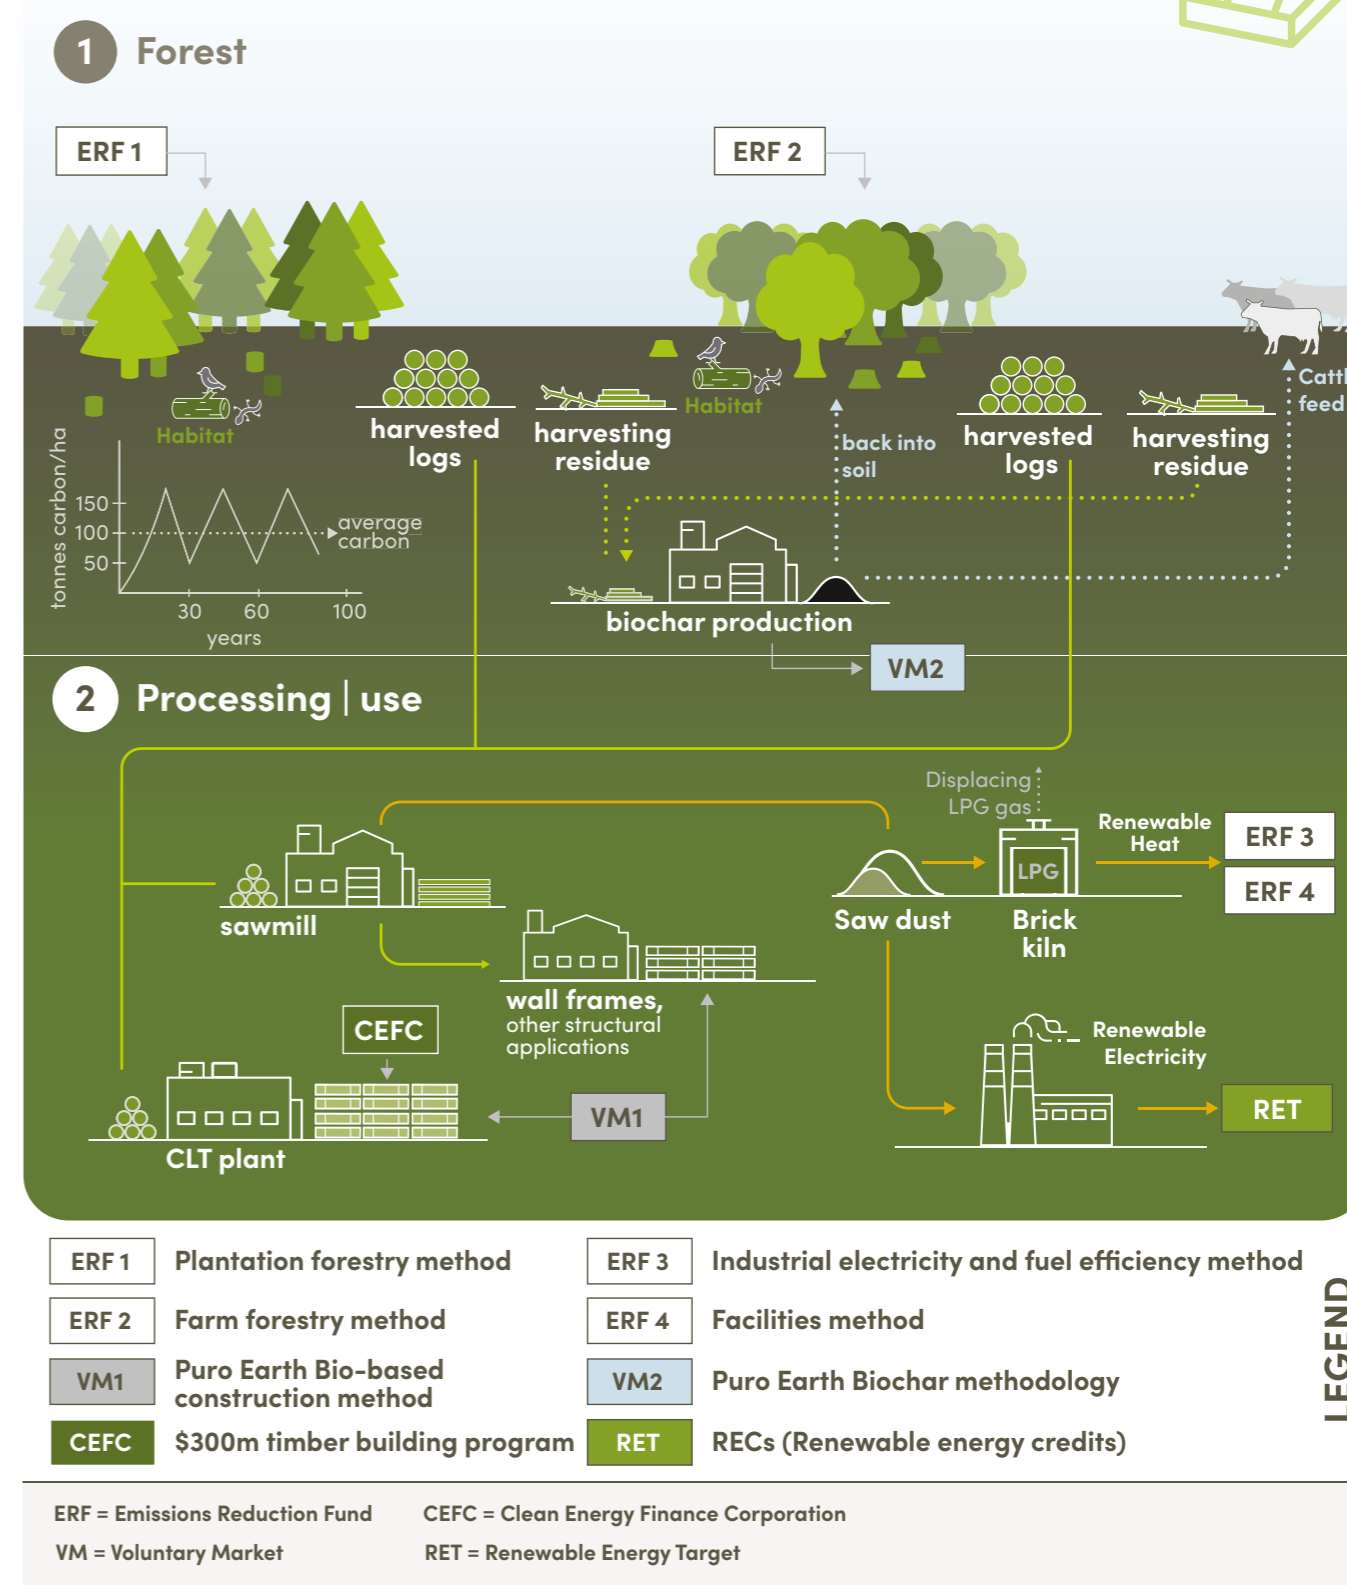 1 Forest
ERF 1
ERF 2
Habitat
harvested
logs
harvesting
residue
Habitat
back into
soil
harvested
logs
harvesting
residue
feed
tonnes carbon/ha
150
100
50
average
carbon
30 60 100
years
biochar production
VM2
2 Processing | use
Displacing
LPG gas
Renewable
Heat
ERF 3
ERF 4
LPG
sawmill
Saw dust
Brick
kiln
wall frames,
other structural
applications
CEFC
VM1
CLT plant
Renewable
Electricity
RET
ERF 1 Plantation forestry method
ERF 2 Farm forestry method
VM1 Puro Earth Bio-based
construction method
CEFC $300m timber building program
ERF 3 Industrial electricity and fuel efficiency method
ERF 4 Facilities method
VM2 Puro Earth Biochar methodology
RET RECs (Renewable energy credits)
LEGEND
ERF = Emissions Reduction Fund
CEFC = Clean Energy Finance Corporation
VM = Voluntary Market
RET = Renewable Energy Target